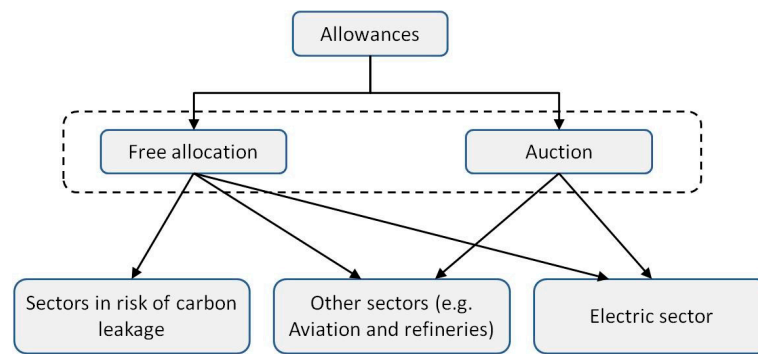 Allowances
Free allocation
Auction
Sectors in risk of carbon
leakage
Other sectors (e.g.
Aviation and refineries)
Electric sector